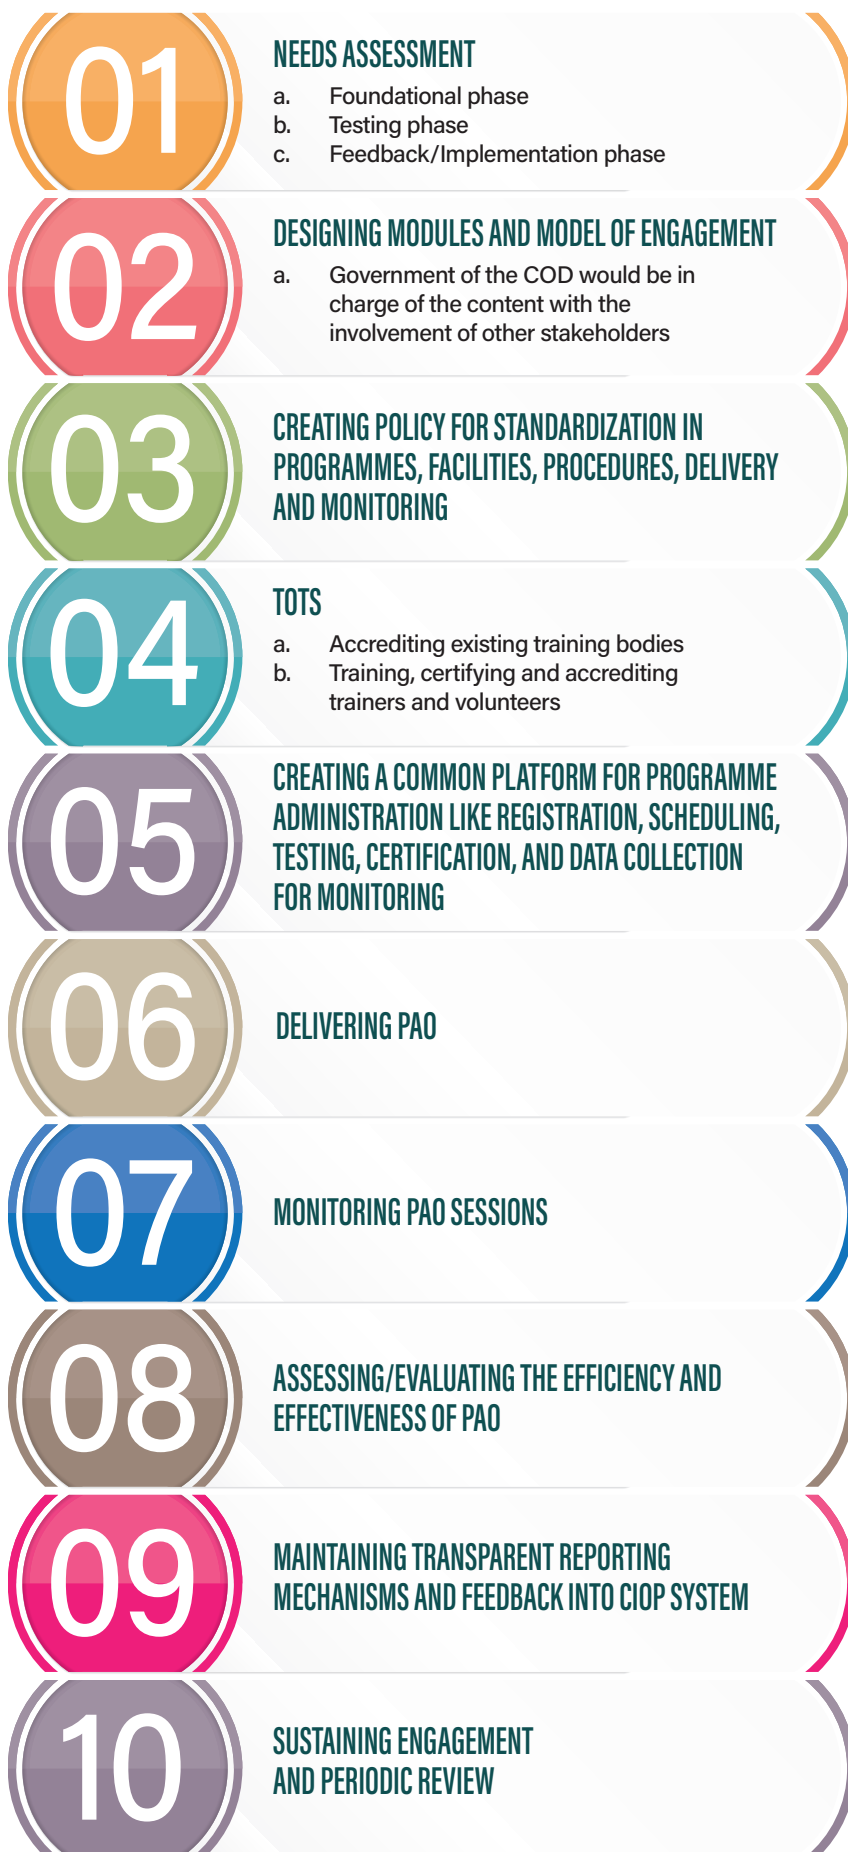 01
NEEDS ASSESSMENT
a. Foundational phase
b. Testing phase
c. Feedback/Implementation phase
02
DESIGNING MODULES AND MODEL OF ENGAGEMENT
a. Government of the COD would be in
charge of the content with the
involvement of other stakeholders
03
CREATING POLICY FOR STANDARDIZATION IN
PROGRAMMES, FACILITIES, PROCEDURES, DELIVERY
AND MONITORING
04
TOTS
a. Accrediting existing training bodies
b. Training, certifying and accrediting
trainers and volunteers
05
CREATING A COMMON PLATFORM FOR PROGRAMME
ADMINISTRATION LIKE REGISTRATION, SCHEDULING,
TESTING, CERTIFICATION, AND DATA COLLECTION
FOR MONITORING
06
DELIVERING PAO
07
MONITORING PAO SESSIONS
08
ASSESSING/EVALUATING THE EFFICIENCY AND
EFFECTIVENESS OF PAO
09
MAINTAINING TRANSPARENT REPORTING
MECHANISMS AND FEEDBACK INTO CIOP SYSTEM
10
SUSTAINING ENGAGEMENT
AND PERIODIC REVIEW